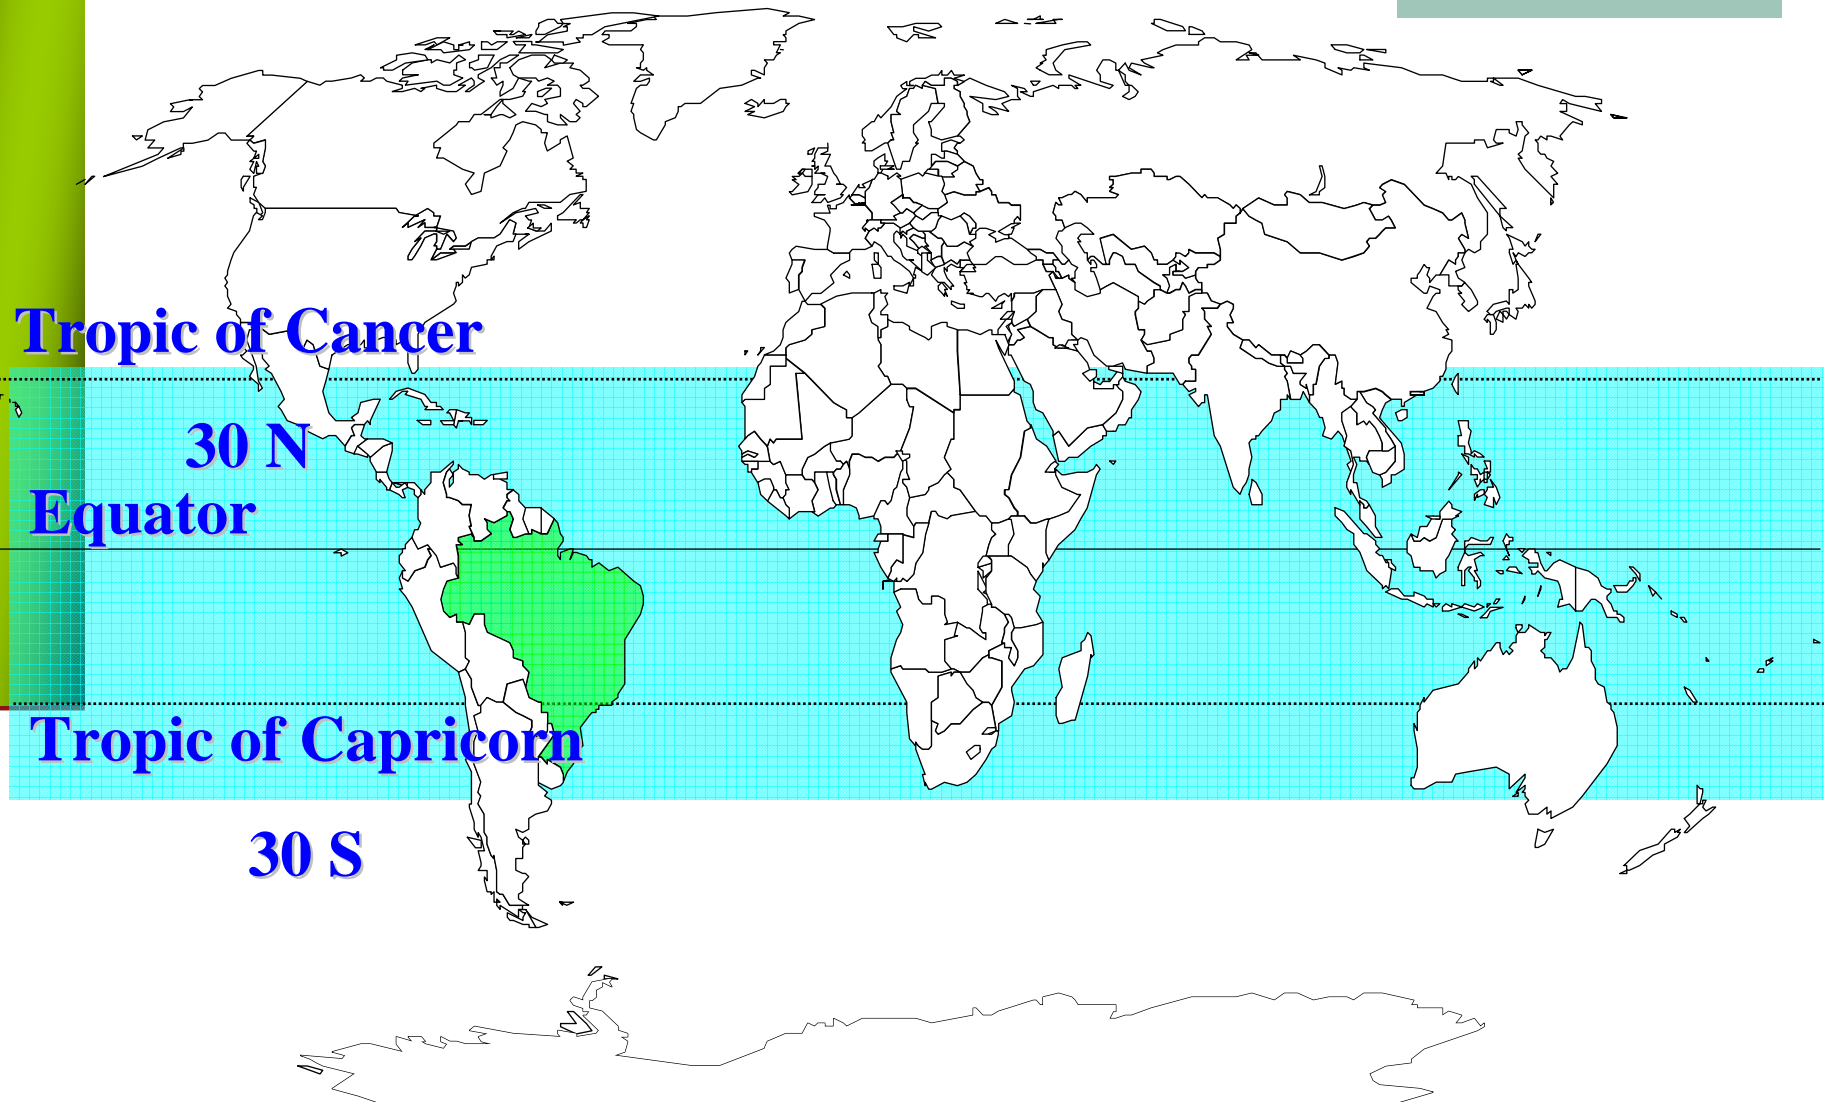 Tropic of Cancer
30 N
Equator
Tropic of Capricorn
30 S